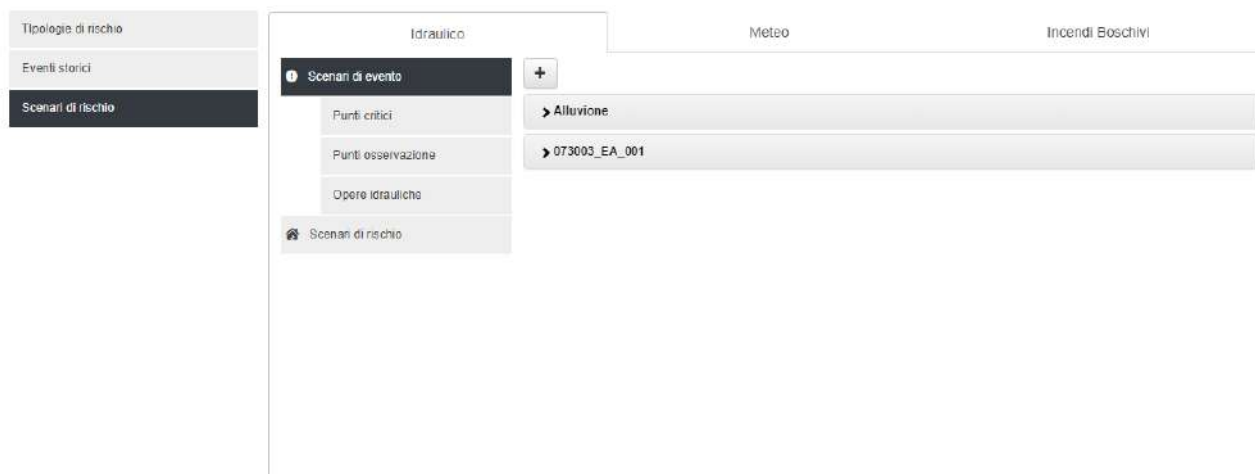 Tipologie di rischio
Eventi storici
Scenari di rischio
Idraulico
Meteo
Incendi Boschivi
Scenari di evento
Punti critici
Punti osservazione
Opere idrauliche
Scenari di rischio
+
Alluvione
073003_EA_001